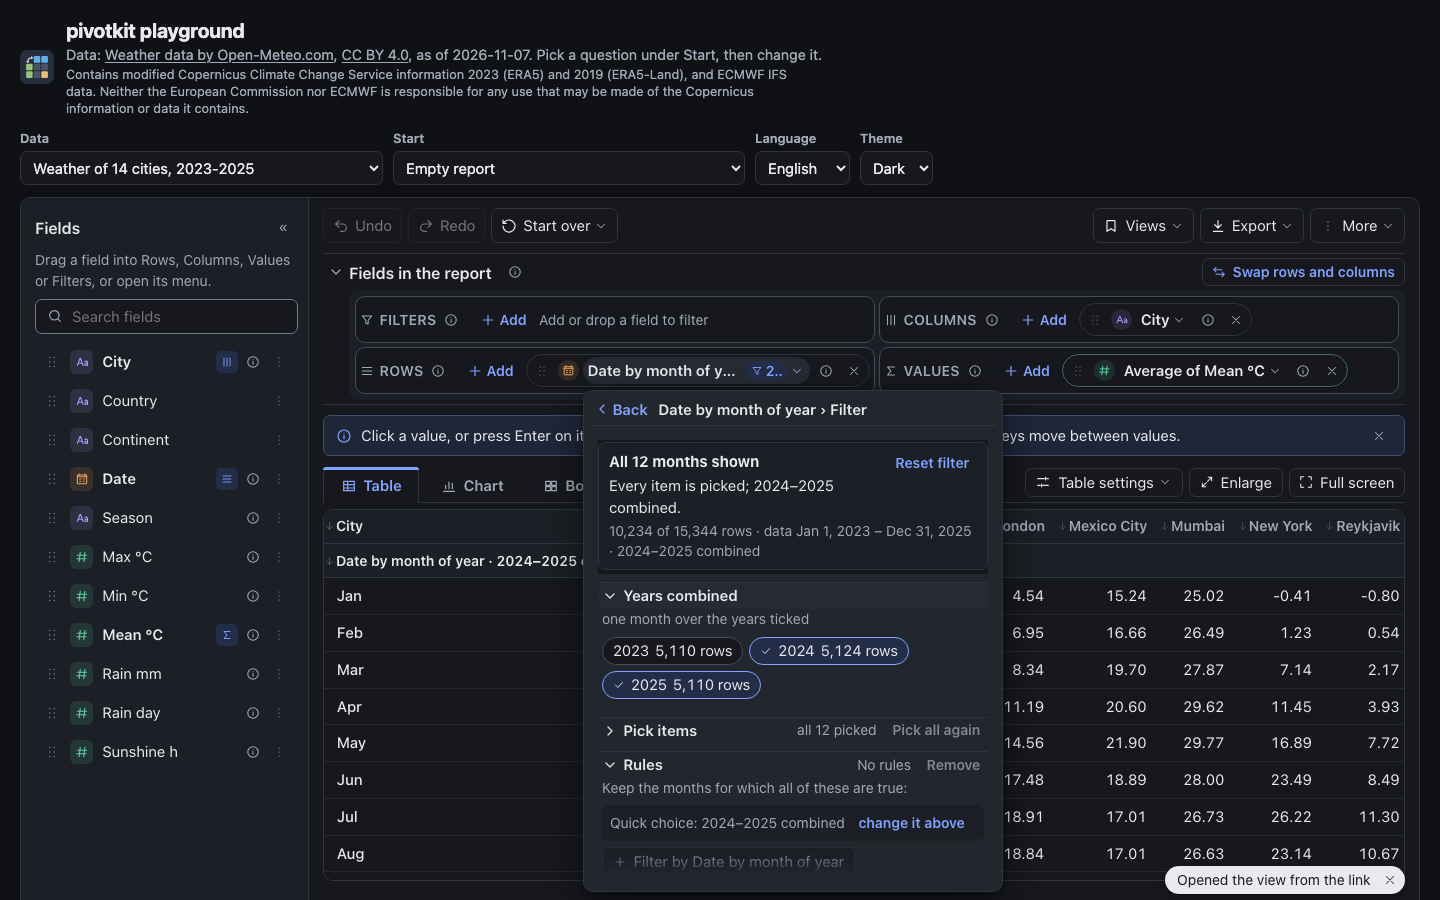 pivotkit playground
Data: Weather data by Open-Meteo.com, CC BY 4.0, as of 2026-11-07. Pick a question under Start, then change it.
Contains modified Copernicus Climate Change Service information 2023 (ERA5) and 2019 (ERA5-Land), and ECMWF IFS
data. Neither the European Commission nor ECMWF is responsible for any use that may be made of the Copernicus
information or data it contains.
Data
Start
Language
Theme
Weather of 14 cities, 2023-2025
Empty report
English
Dark
Fields
«
Drag a field into Rows, Columns, Values
or Filters, or open its menu.
Search fields
Aa City
Aa Country
Aa Continent
Date
Aa Season
# Max °C
# Min °C
# Mean °C Σ
# Rain mm
# Rain day
# Sunshine h
Undo
Redo
Start over
Views
Export
More
Fields in the report
Swap rows and columns
FILTERS
+ Add
Add or drop a field to filter
COLUMNS
+ Add
Aa City
ROWS
+ Add
Date by month of y... 2..
Σ VALUES
+ Add
# Average of Mean °C
Click a value, or press Enter on it
eys move between values.
Table
Chart
Bo
Table settings
Enlarge
Full screen
City
ondon
Mexico City
Mumbai
New York
Reykjavik
Date by month of year · 2024–2025
Jan 4.54 15.24 25.02 -0.41 -0.80
Feb 6.95 16.66 26.49 1.23 0.54
Mar 8.34 19.70 27.87 7.14 2.17
Apr 11.19 20.60 29.62 11.45 3.93
May 14.56 21.90 29.77 16.89 7.72
Jun 17.48 18.89 28.00 23.49 8.49
Jul 18.91 17.01 26.73 26.22 11.30
Aug 18.84 17.01 26.63 23.14 10.67
Back
Date by month of year › Filter
All 12 months shown
Reset filter
Every item is picked; 2024–2025
combined.
10,234 of 15,344 rows · data Jan 1, 2023 – Dec 31, 2025
· 2024–2025 combined
Years combined
one month over the years ticked
2023 5,110 rows
2024 5,124 rows
2025 5,110 rows
Pick items
all 12 picked
Pick all again
Rules
No rules
Remove
Keep the months for which all of these are true:
Quick choice: 2024–2025 combined
change it above
+ Filter by Date by month of year
Opened the view from the link